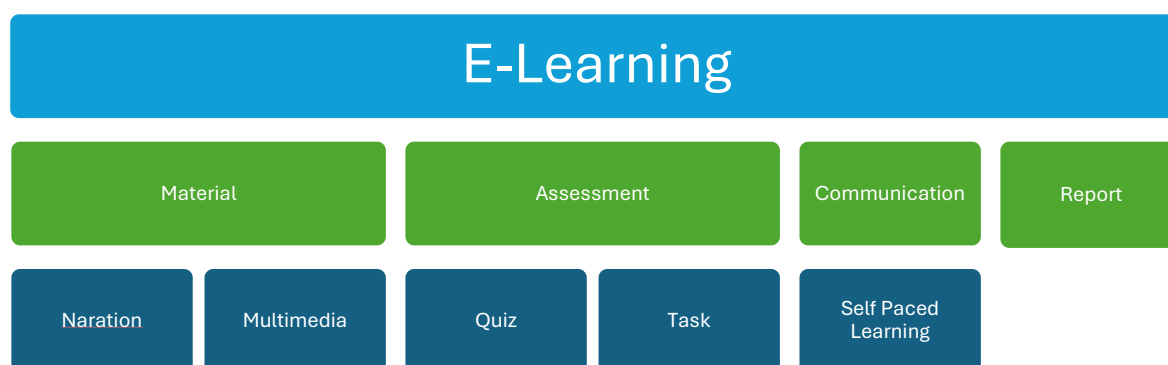 E-Learning
Material
Assessment
Communication
Report
Naration
Multimedia
Quiz
Task
Self Paced
Learning